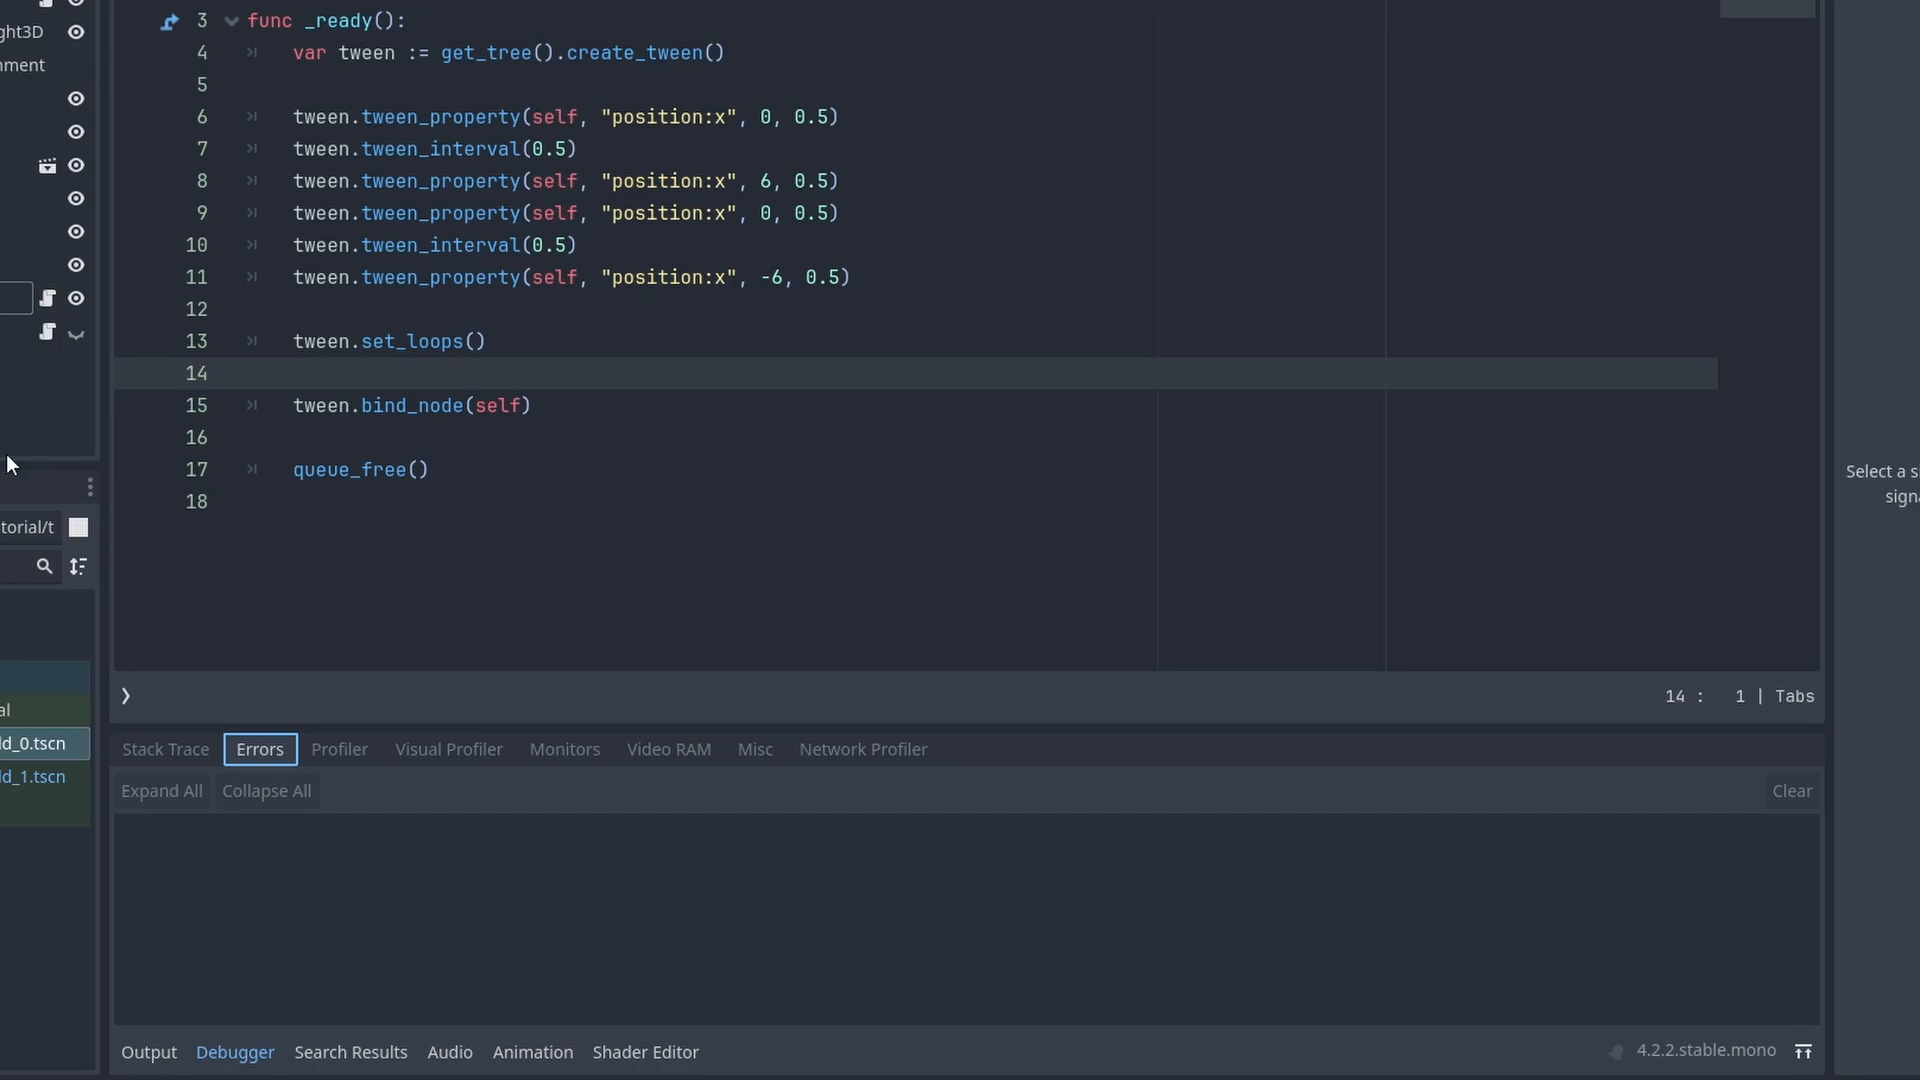 3 func _ready():
ght3D
4 var tween := get_tree().create_tween()
nment
5
6 tween.tween_property(self, "position:x", 0, 0.5)
7 tween.tween_interval(0.5)
8 tween.tween_property(self, "position:x", 6, 0.5)
9 tween.tween_property(self, "position:x", 0, 0.5)
10 tween.tween_interval(0.5)
11 tween.tween_property(self, "position:x", -6, 0.5)
12
13 tween.set_loops()
14
15 tween.bind_node(self)
16
17 queue_free()
18
Select a s
signa
torial/t
al
ld_0.tscn
ld_1.tscn
14 : 1 | Tabs
Stack Trace Errors Profiler Visual Profiler Monitors Video RAM Misc Network Profiler
Expand All Collapse All Clear
Output Debugger Search Results Audio Animation Shader Editor 4.2.2.stable.mono